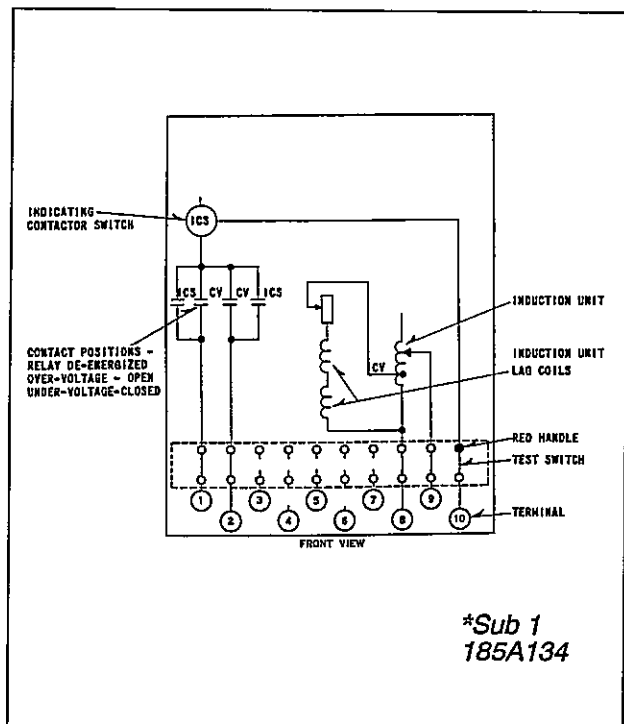 INDICATING
CONTACTOR SWITCH
ICS
ICS CV CV ICS
CONTACT POSITIONS -
RELAY DE-ENERGIZED
OVER-VOLTAGE - OPEN
UNDER-VOLTAGE-CLOSED
INDUCTION UNIT
CV
INDUCTION UNIT
LAG COILS
RED HANDLE
TEST SWITCH
1 3 5 7 9
2 4 6 8 10
TERMINAL
FRONT VIEW
*Sub 1
185A134